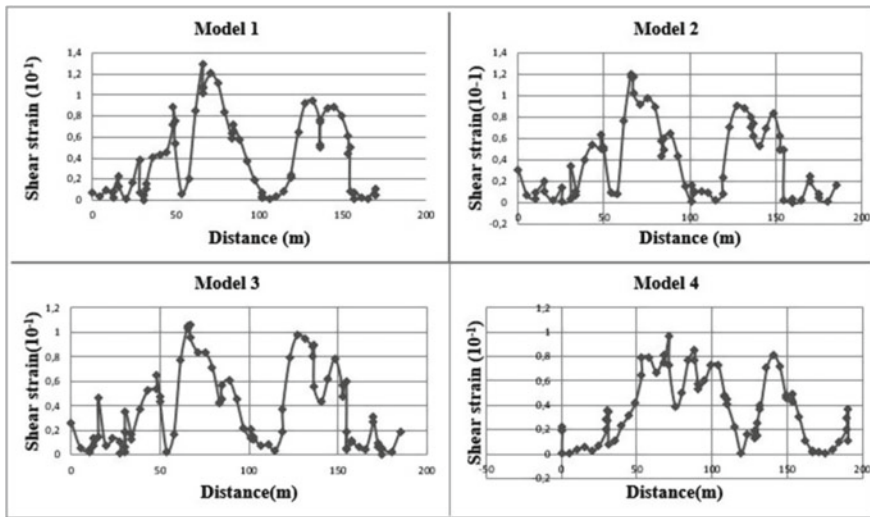 Model 1
1,4
1,2
1
0,8
0,6
0,4
0,2
0
0 50 100 150 200
Shear strain (10⁻¹)
Distance (m)
Model 2
1,4
1,2
1
0,8
0,6
0,4
0,2
0
-0,2
0 50 100 150 200
Shear strain(10-1)
Distance (m)
Model 3
1,2
1
0,8
0,6
0,4
0,2
0
0 50 100 150 200
Shear strain(10⁻¹)
Distance(m)
Model 4
1,2
1
0,8
0,6
0,4
0,2
0
0,2
-50 0 50 100 150 200
Shear strain (10⁻¹)
Distance(m)